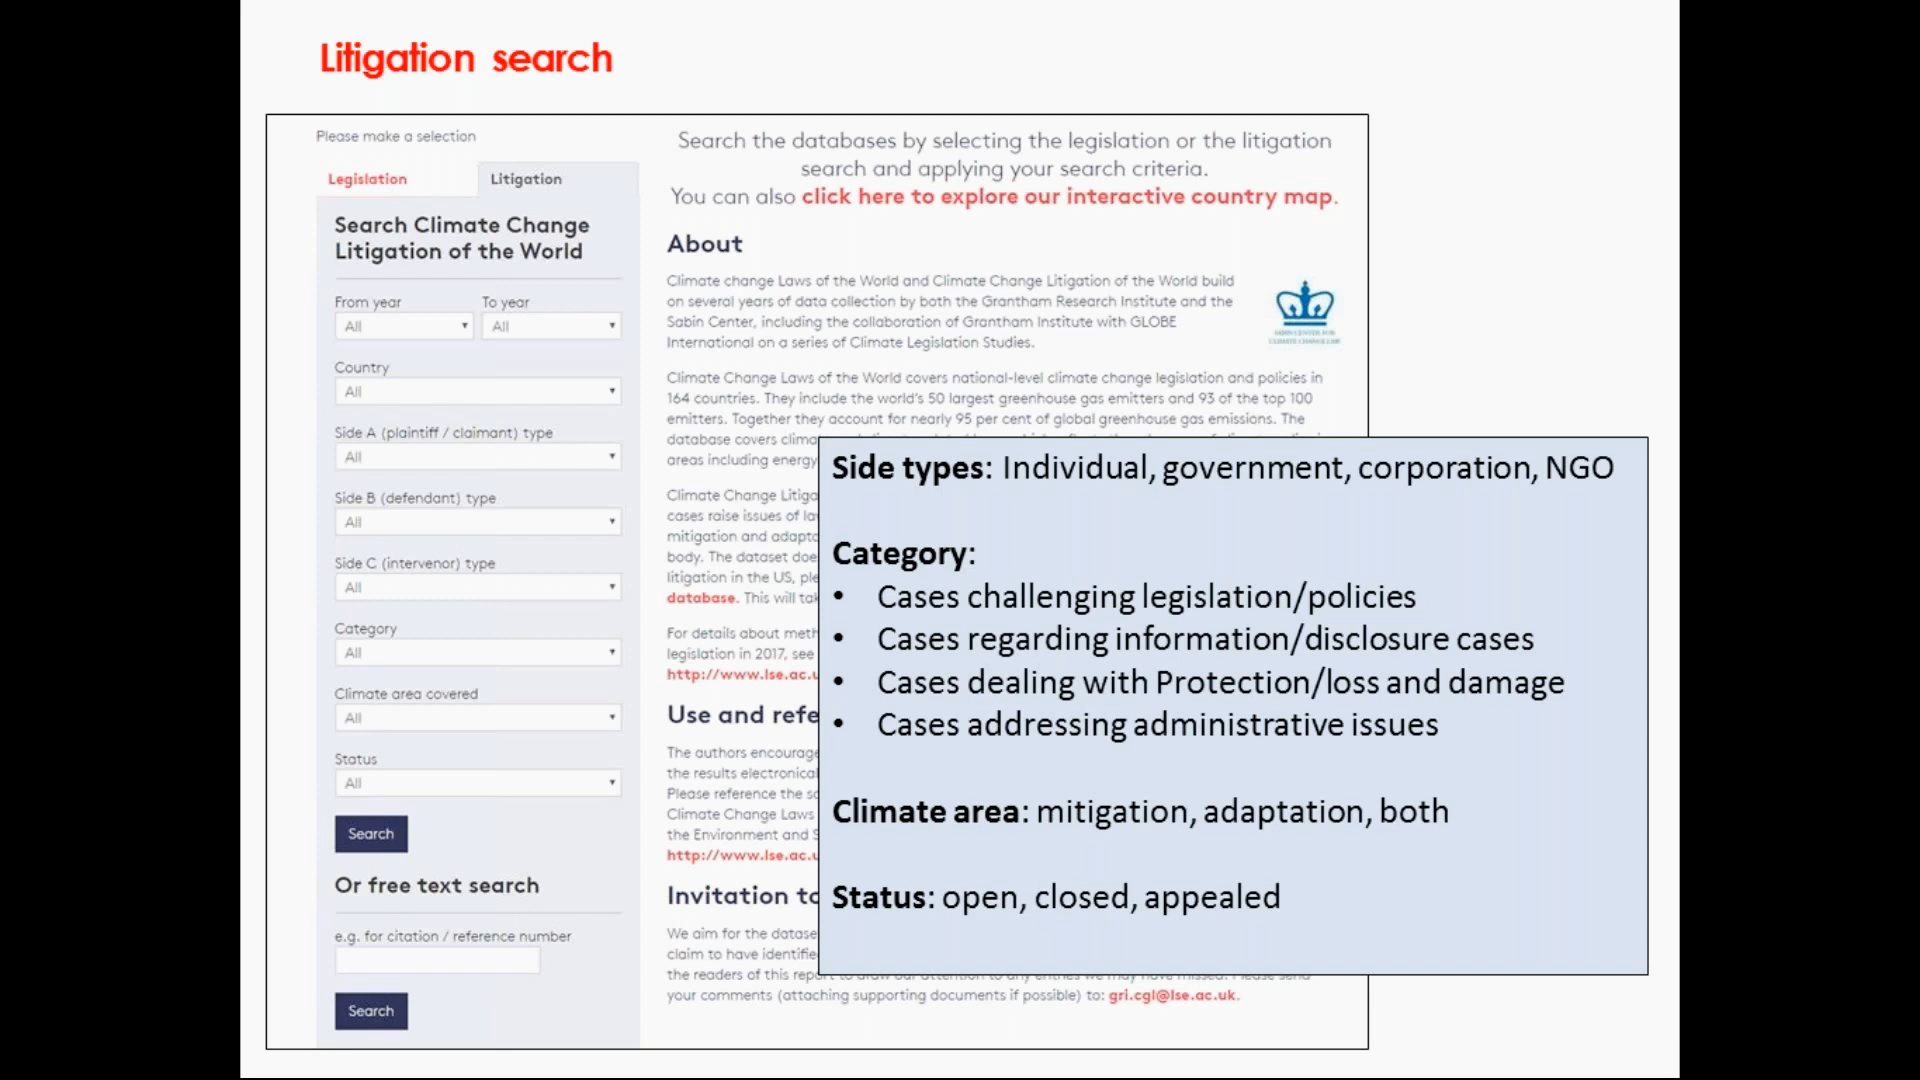 Litigation search
Please make a selection
Legislation
Litigation
Search Climate Change
Litigation of the World
From year
To year
All
All
Country
All
Side A (plaintiff / claimant) type
All
Side B (defendant) type
All
Side C (intervenor) type
All
Category
All
Climate area covered
All
Status
All
Search
Or free text search
e.g. for citation / reference number
Search
Search the databases by selecting the legislation or the litigation
search and applying your search criteria.
You can also click here to explore our interactive country map.
About
Climate change Laws of the World and Climate Change Litigation of the World build
on several years of data collection by both the Grantham Research Institute and the
Sabin Center, including the collaboration of Grantham Institute with GLOBE
International on a series of Climate Legislation Studies.
SABIN CENTER FOR
CLIMATE CHANGE LAW
Climate Change Laws of the World covers national-level climate change legislation and policies in
164 countries. They include the world's 50 largest greenhouse gas emitters and 93 of the top 100
emitters. Together they account for nearly 95 per cent of global greenhouse gas emissions. The
database covers
areas including energy
Climate Change
cases raise issues of
mitigation and
body. The dataset
litigation in the US,
database. This will
For details about
legislation in 2017, see
http://www.lse.ac.u
Use and
The authors
the results
Please reference the
Climate Change Laws
the Environment and
http://www.lse.ac.u
Invitation
We aim for the
claim to have
the readers of this
your comments (attaching supporting documents if possible) to: gri.cgl@lse.ac.uk.
Side types: Individual, government, corporation, NGO
Category:
• Cases challenging legislation/policies
• Cases regarding information/disclosure cases
• Cases dealing with Protection/loss and damage
• Cases addressing administrative issues
Climate area: mitigation, adaptation, both
Status: open, closed, appealed